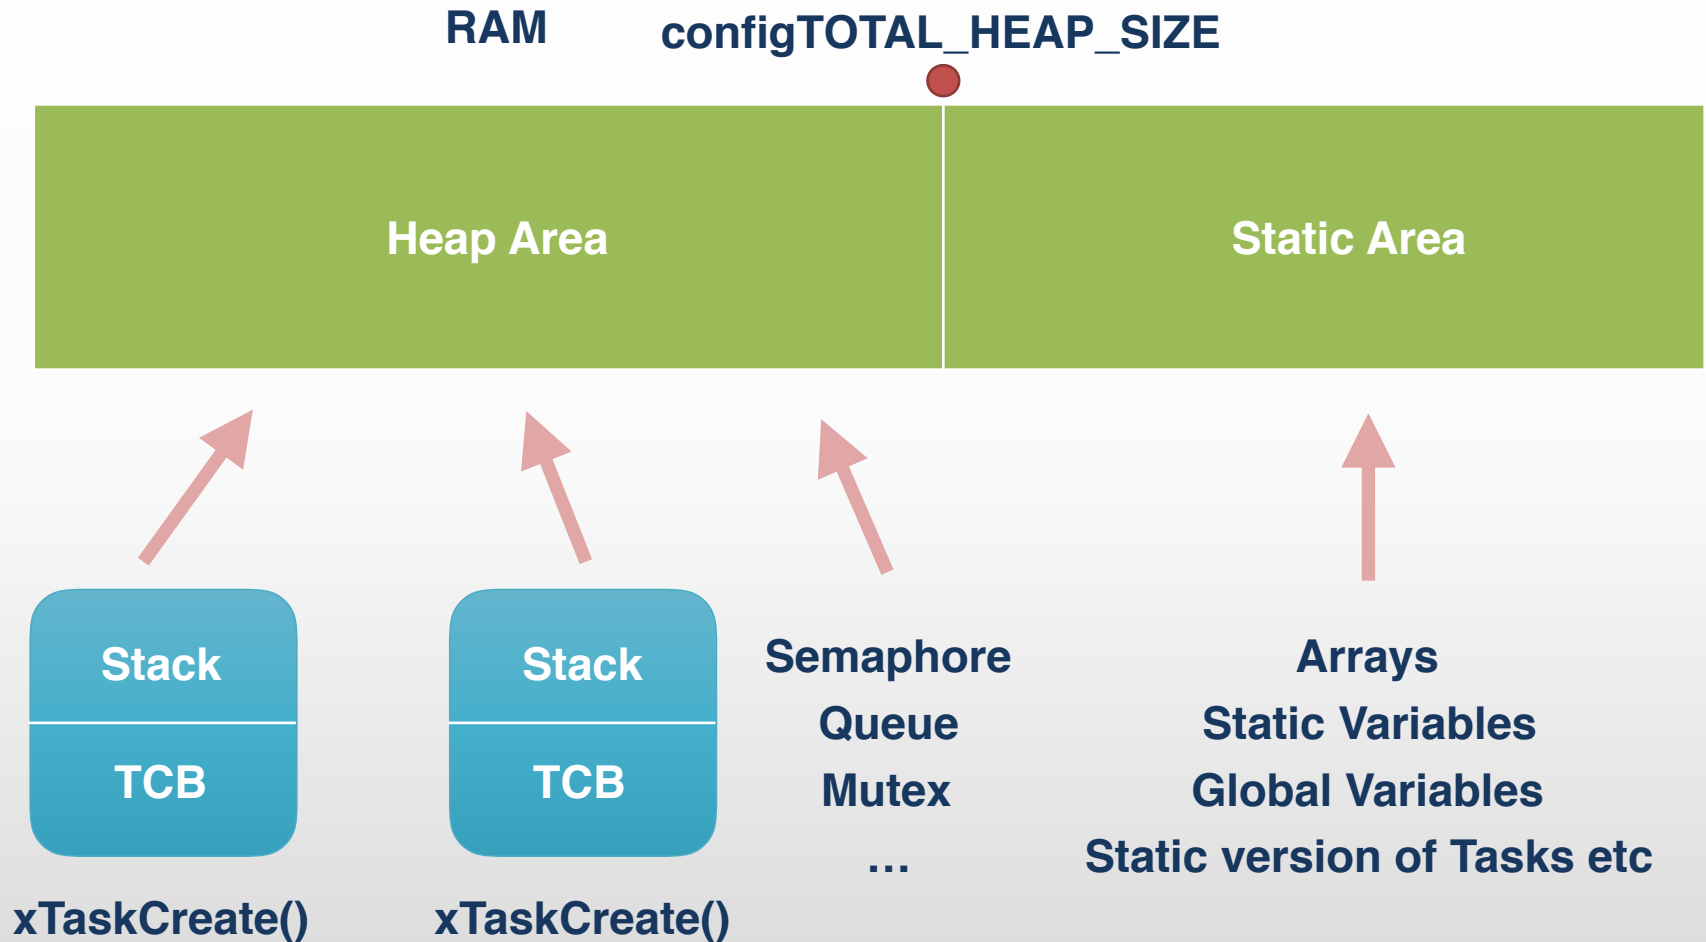 RAM configTOTAL_HEAP_SIZE
Heap Area
Static Area
Stack
TCB
xTaskCreate()
Stack
TCB
xTaskCreate()
Semaphore
Queue
Mutex
...
Arrays
Static Variables
Global Variables
Static version of Tasks etc